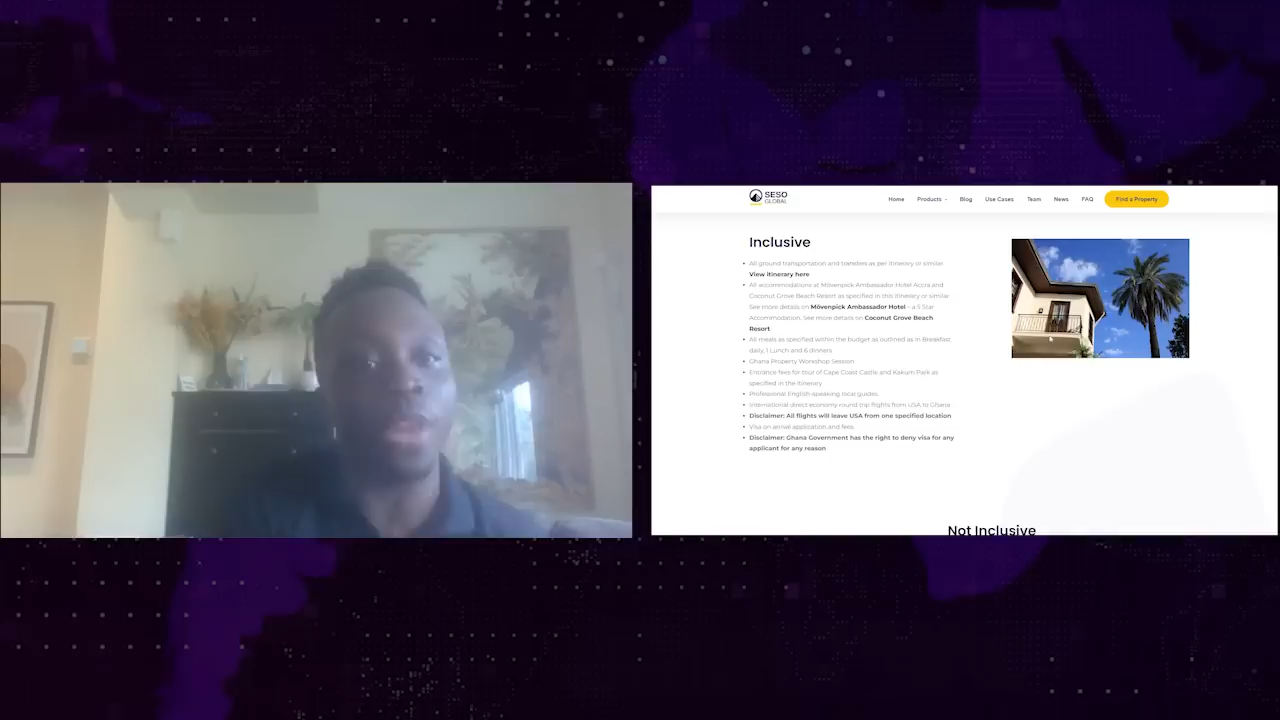 SESO
GLOBAL
Home Products Blog Use Cases Team News FAQ Find a Property
Inclusive
All ground transportation and transfers as per itinerary or similar.
View itinerary here
All accommodations at Mövenpick Ambassador Hotel Accra and
Coconut Grove Beach Resort as specified in this itinerary or similar.
See more details on Mövenpick Ambassador Hotel – a 5 Star
Accommodation. See more details on Coconut Grove Beach
Resort.
All meals as specified within the budget as outlined as in Breakfast
daily, 1 Lunch and 6 dinners
Ghana Property Workshop Session
Entrance fees for tour of Cape Coast Castle and Kakum Park as
specified in the itinerary
Professional English-speaking local guides.
International direct economy round trip flights from USA to Ghana .
Disclaimer: All flights will leave USA from one specified location
Visa on arrival application and fees.
Disclaimer: Ghana Government has the right to deny visa for any
applicant for any reason
Not Inclusive